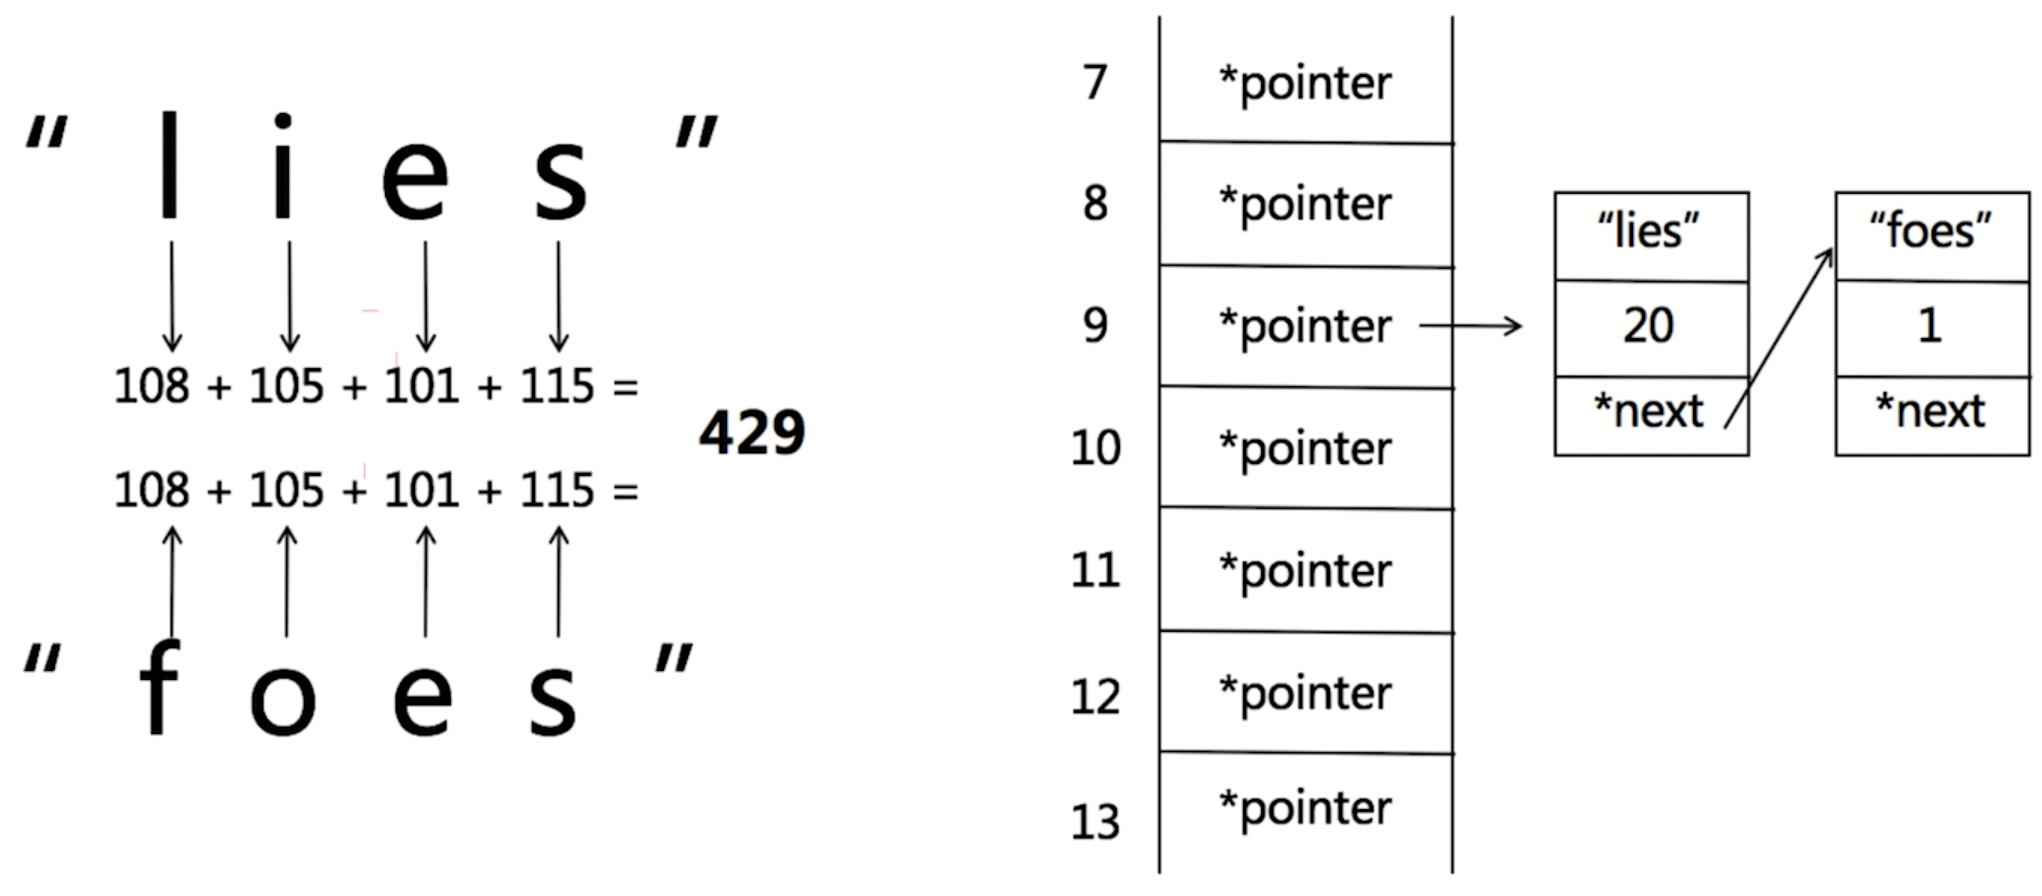 “ l i e s ”
108 + 105 + 101 + 115 =
429
108 + 105 + 101 + 115 =
“ f o e s ”
7 *pointer
8 *pointer
9 *pointer
10 *pointer
11 *pointer
12 *pointer
13 *pointer
“lies”
20
*next
“foes”
1
*next